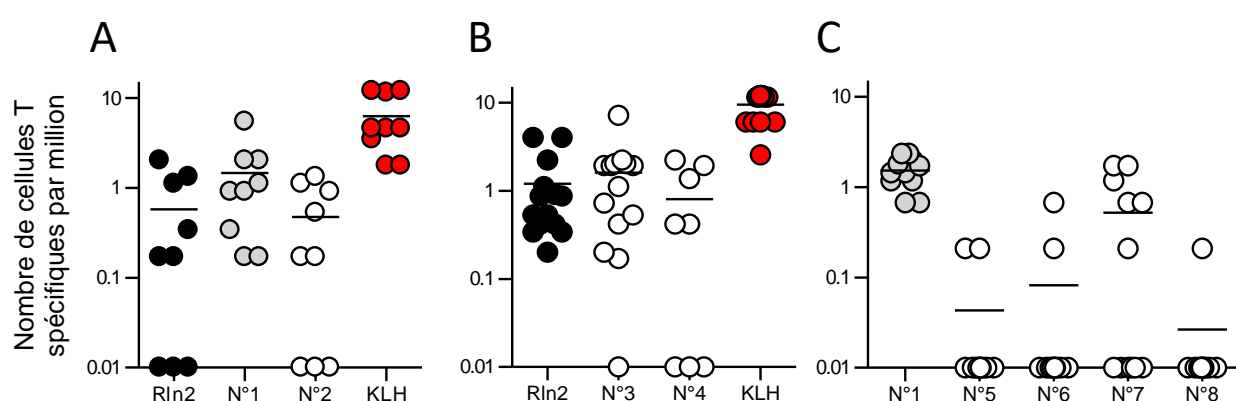 A
B
C
Nombre de cellules T
spécifiques par million
10
1
0.1
0.01
RIn2
N°1
N°2
KLH
10
1
0.1
0.01
RIn2
N°3
N°4
KLH
10
1
0.1
0.01
N°1
N°5
N°6
N°7
N°8